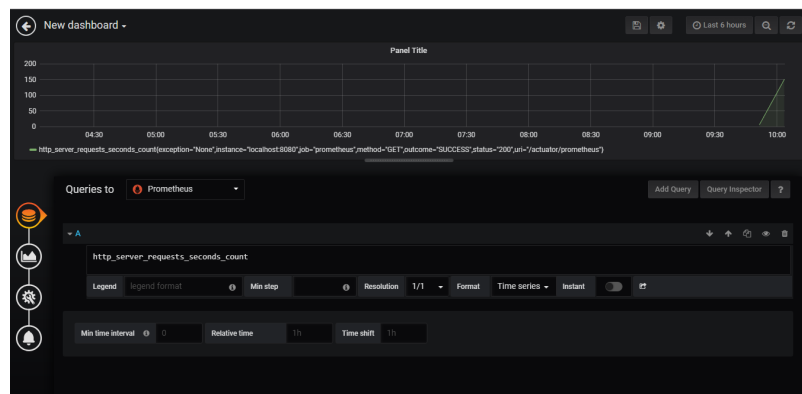 New dashboard
Last 6 hours
Panel Title
200
150
100
50
0
04:30 05:00 05:30 06:00 06:30 07:00 07:30 08:00 08:30 09:00 09:30 10:00
http_server_requests_seconds_count{exception="None",instance="localhost:8080",job="prometheus",method="GET",outcome="SUCCESS",status="200",uri="/actuator/prometheus"}
Queries to Prometheus Add Query Query Inspector ?
A
http_server_requests_seconds_count
Legend legend format Min step Resolution 1/1 Format Time series Instant
Min time interval 0 Relative time 1h Time shift 1h